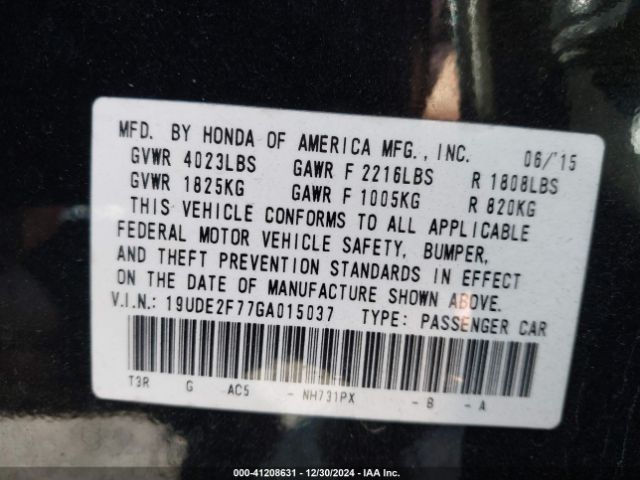 MFD. BY HONDA OF AMERICA MFG., INC. 06/15
GVWR 4023LBS GAWR F 2216LBS R 1808LBS
GVWR 1825KG GAWR F 1005KG R 820KG
THIS VEHICLE CONFORMS TO ALL APPLICABLE
FEDERAL MOTOR VEHICLE SAFETY, BUMPER,
AND THEFT PREVENTION STANDARDS IN EFFECT
ON THE DATE OF MANUFACTURE SHOWN ABOVE.
V.I.N.: 19UDE2F77GA015037 TYPE: PASSENGER CAR
T3R G AC5 - NH731PX - B - A
00-41208631 - 12/30/2024 - IAA Inc.